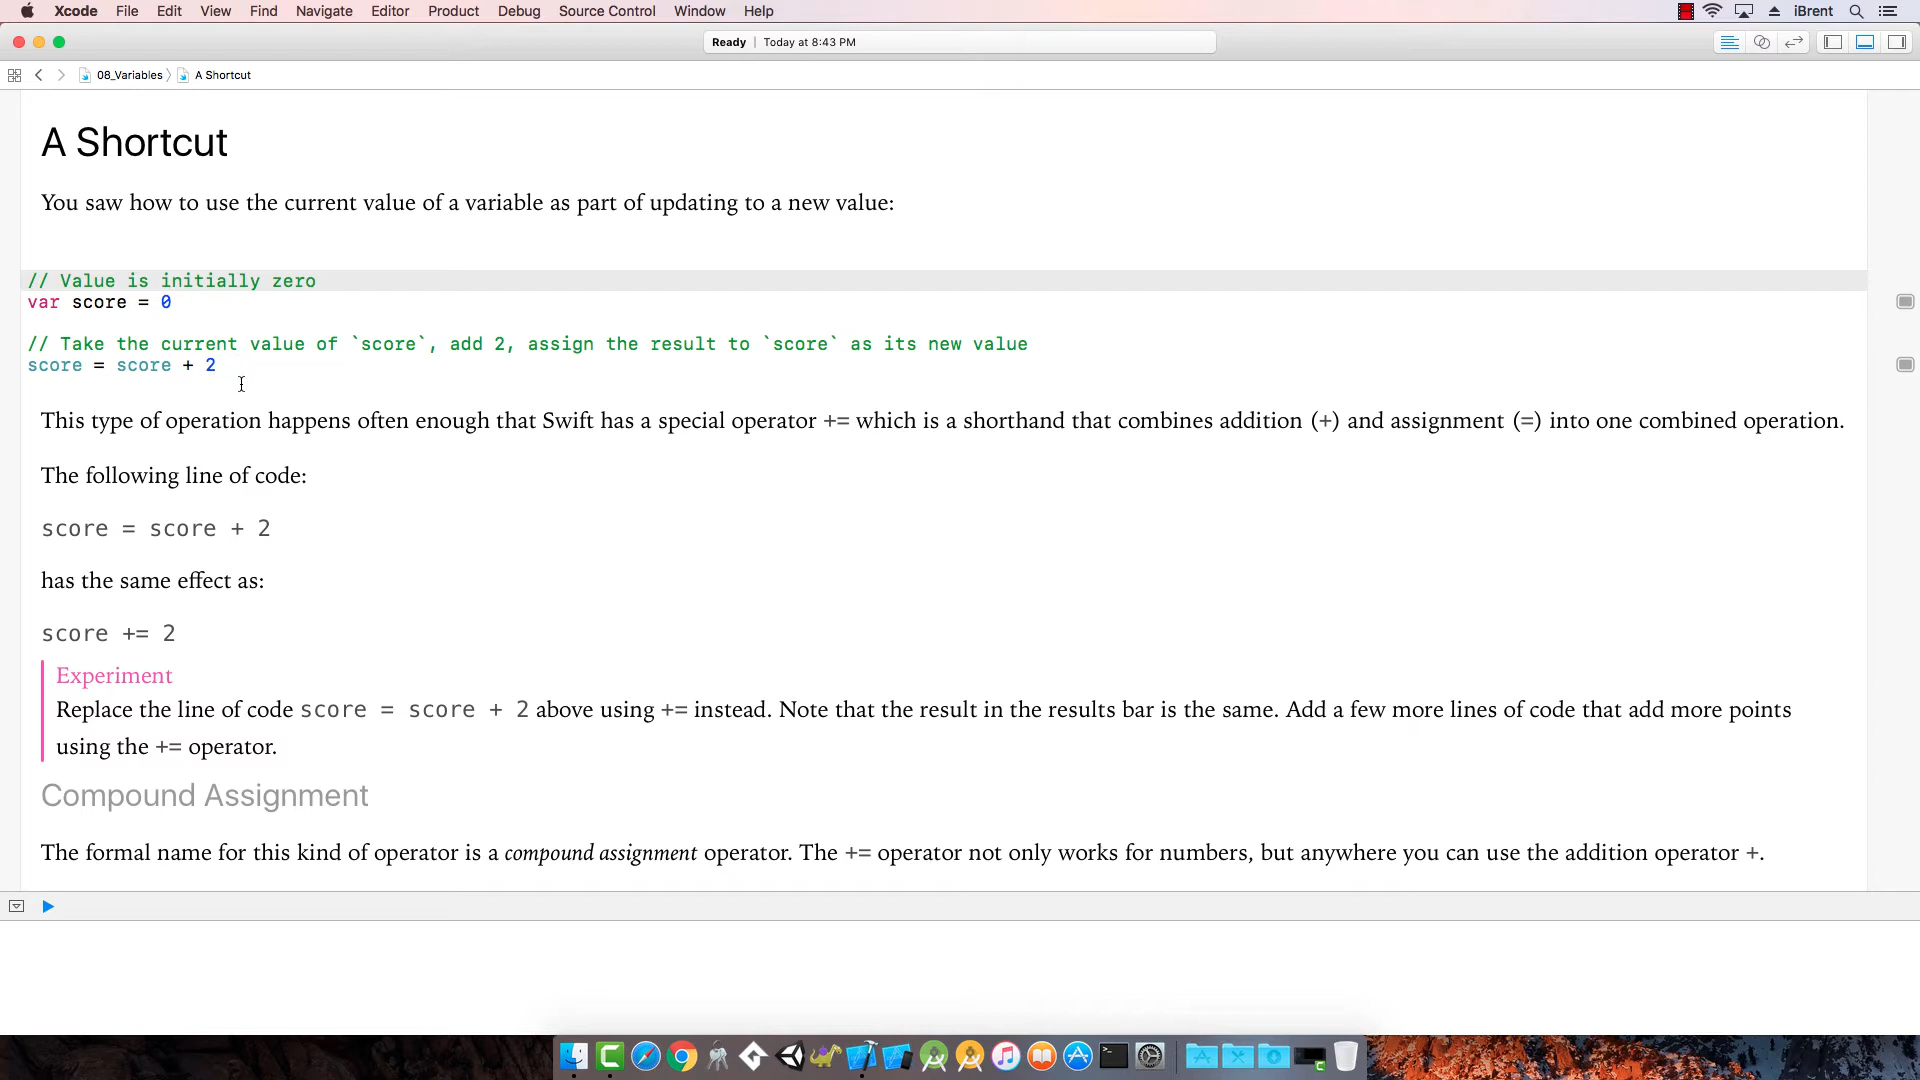 Xcode File Edit View Find Navigate Editor Product Debug Source Control Window Help iBrent
Ready Today at 8:43 PM
08_Variables A Shortcut
A Shortcut
You saw how to use the current value of a variable as part of updating to a new value:
// Value is initially zero
var score = 0
// Take the current value of `score`, add 2, assign the result to `score` as its new value
score = score + 2
This type of operation happens often enough that Swift has a special operator += which is a shorthand that combines addition (+) and assignment (=) into one combined operation.
The following line of code:
score = score + 2
has the same effect as:
score += 2
Experiment
Replace the line of code score = score + 2 above using += instead. Note that the result in the results bar is the same. Add a few more lines of code that add more points
using the += operator.
Compound Assignment
The formal name for this kind of operator is a compound assignment operator. The += operator not only works for numbers, but anywhere you can use the addition operator +.